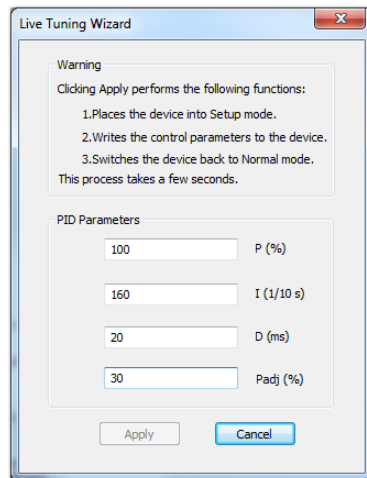 Live Tuning Wizard
Warning
Clicking Apply performs the following functions:
1.Places the device into Setup mode.
2.Writes the control parameters to the device.
3.Switches the device back to Normal mode.
This process takes a few seconds.
PID Parameters
100 P (%)
160 I (1/10 s)
20 D (ms)
30 Padj (%)
Apply Cancel